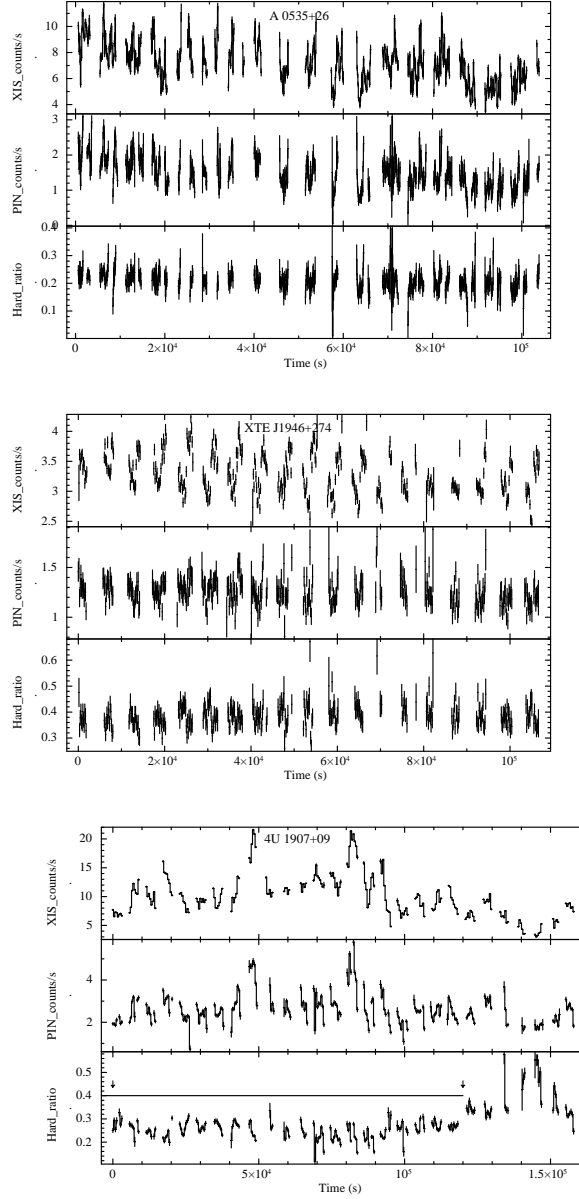 A 0535+26
XIS_counts/s
10
8
6
4
PIN_counts/s
3
2
1
0
Hard_ratio
0.4
0.3
0.2
0.1
0 2×10⁴ 4×10⁴ 6×10⁴ 8×10⁴ 10⁵
Time (s)
XTE J1946+274
XIS_counts/s
4
3.5
3
2.5
PIN_counts/s
1.5
1
Hard_ratio
0.6
0.5
0.4
0.3
0 2×10⁴ 4×10⁴ 6×10⁴ 8×10⁴ 10⁵
Time (s)
4U 1907+09
XIS_counts/s
20
15
10
5
PIN_counts/s
4
2
Hard_ratio
0.5
0.4
0.3
0.2
0 5×10⁴ 10⁵ 1.5×10⁵
Time (s)